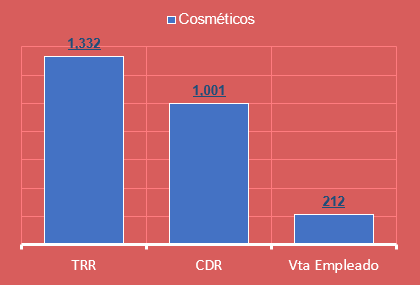 Cosméticos
1,332
1,001
212
TRR
CDR
Vta Empleado